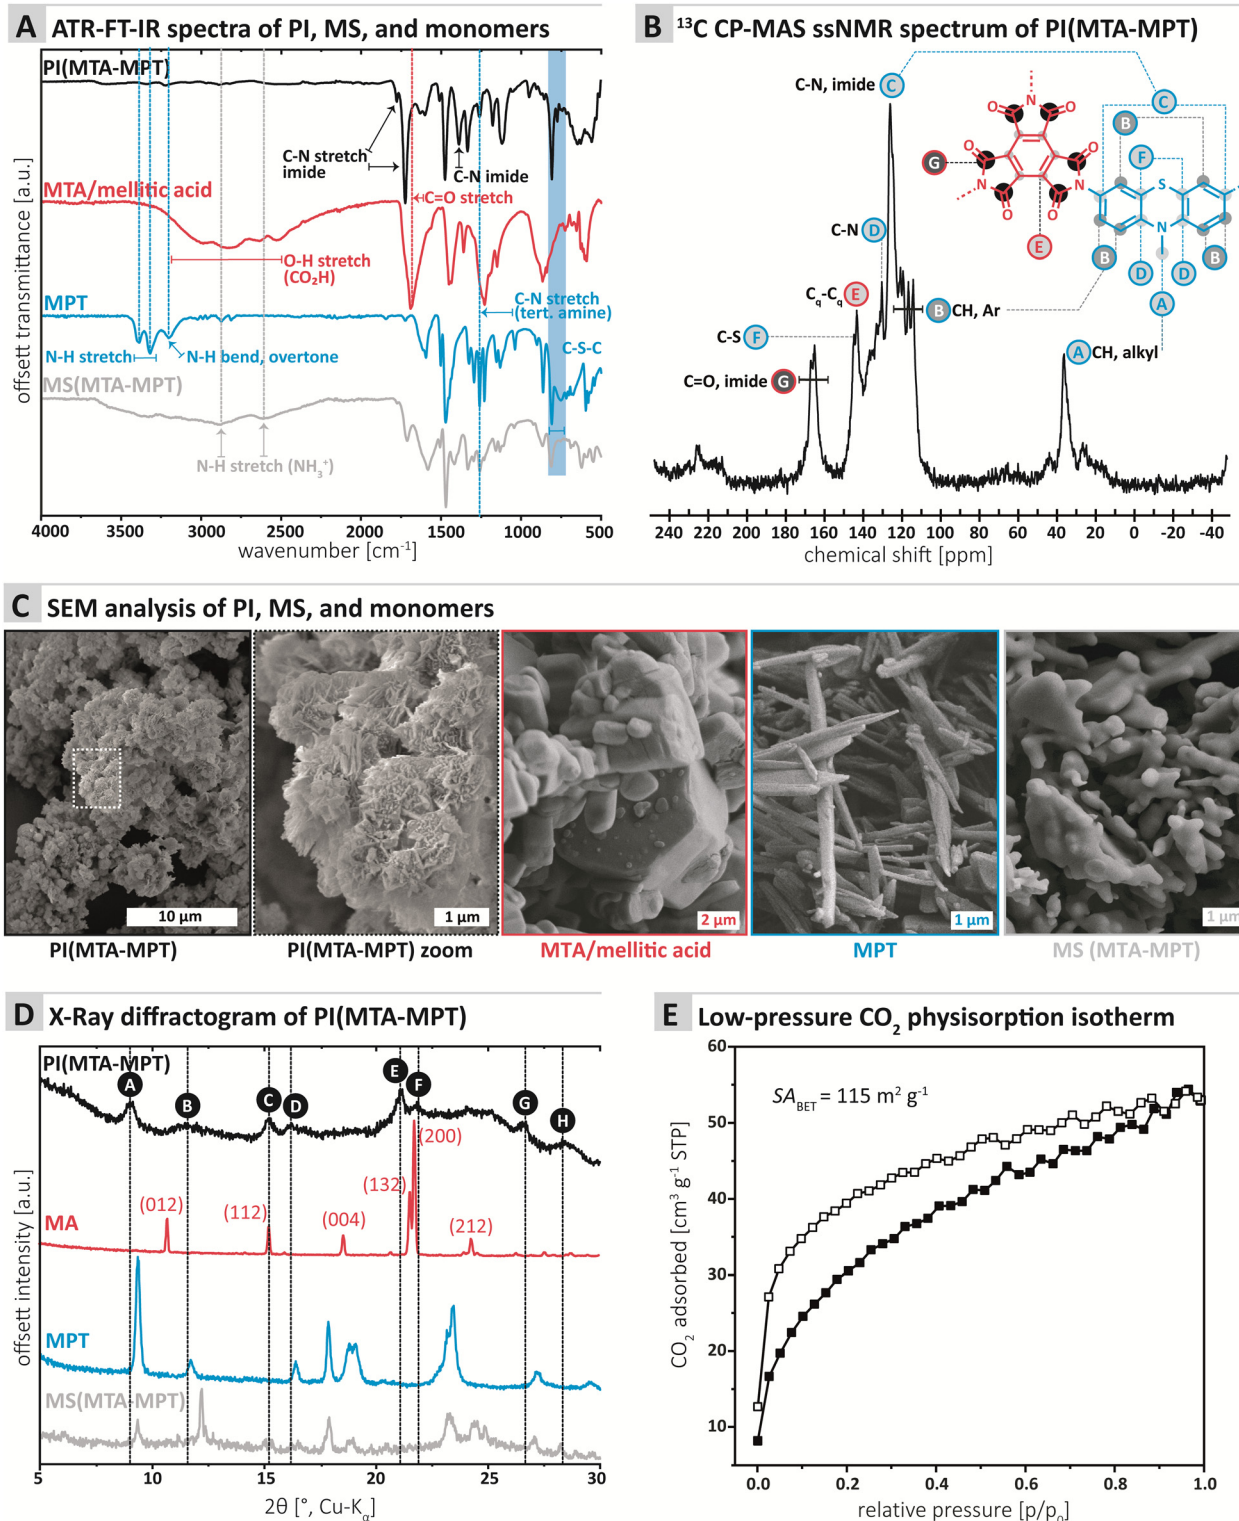 A ATR-FT-IR spectra of PI, MS, and monomers
PI(MTA-MPT)
C-N stretch
imide
C-N imide
MTA/mellitic acid
C=O stretch
O-H stretch
(CO₂H)
MPT
C-N stretch
(tert. amine)
N-H stretch
N-H bend, overtone
C-S-C
MS(MTA-MPT)
N-H stretch (NH₃⁺)
offsett transmittance [a.u.]
4000 3500 3000 2500 2000 1500 1000 500
wavenumber [cm⁻¹]
B ¹³C CP-MAS ssNMR spectrum of PI(MTA-MPT)
C-N, imide C
C
B
F
G
O N O
O O
O O
N N
O O
S
N
E
B B
D D
A
C-N D
C_q-C_q E
B CH, Ar
C-S F
C=O, imide G
A CH, alkyl
240 220 200 180 160 140 120 100 80 60 40 20 0 -20 -40
chemical shift [ppm]
C SEM analysis of PI, MS, and monomers
10 µm
1 µm
2 µm
1 µm
1 µm
PI(MTA-MPT)
PI(MTA-MPT) zoom
MTA/mellitic acid
MPT
MS (MTA-MPT)
D X-Ray diffractogram of PI(MTA-MPT)
PI(MTA-MPT)
A B C D E F G H
(200)
(132)
(012)
(112)
(004)
(212)
MA
MPT
MS(MTA-MPT)
offsett intensity [a.u.]
5 10 15 20 25 30
2θ [°, Cu-Kα]
E Low-pressure CO₂ physisorption isotherm
SA_BET = 115 m² g⁻¹
CO₂ adsorbed [cm³ g⁻¹ STP]
60
50
40
30
20
10
0.0 0.2 0.4 0.6 0.8 1.0
relative pressure [p/p₀]